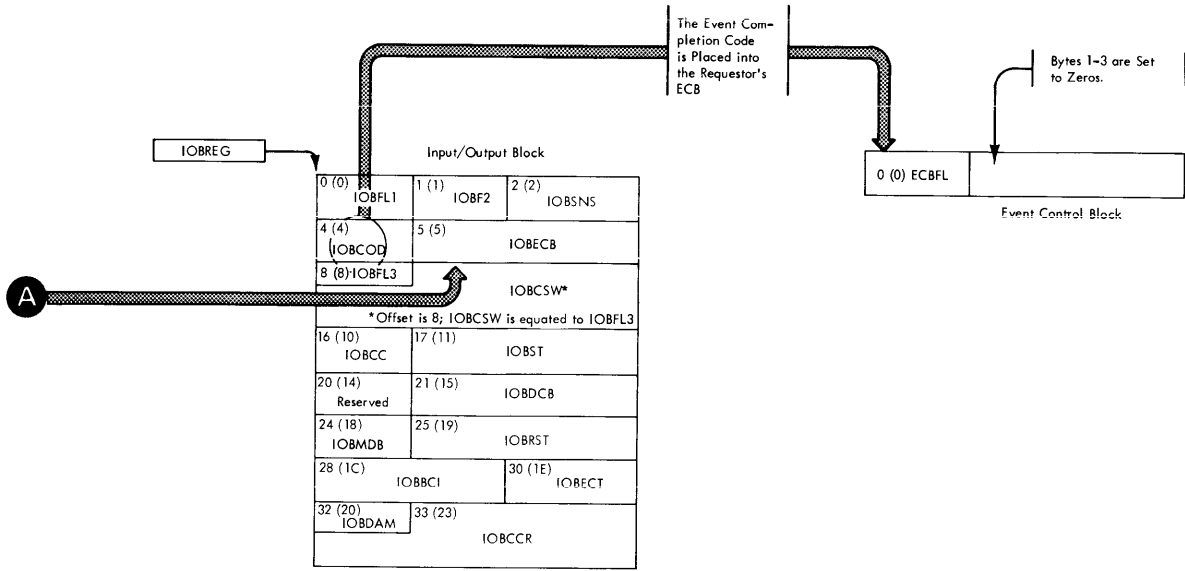 The Event Com-
pletion Code
is Placed into
the Requestor's
ECB
Bytes 1-3 are Set
to Zeros.
IOBREG
Input/Output Block
0 (0) ECBFL
Event Control Block
0 (0) IOBFL1
1 (1) IOBF2
2 (2) IOBSNS
4 (4) IOBCOD
5 (5) IOBECB
8 (8) IOBFL3
A
IOBCSW*
*Offset is 8; IOBCSW is equated to IOBFL3
16 (10) IOBCC
17 (11) IOBST
20 (14) Reserved
21 (15) IOBDCB
24 (18) IOBMDB
25 (19) IOBRST
28 (1C) IOBBCI
30 (1E) IOBECT
32 (20) IOBDAM
33 (23) IOBCCR